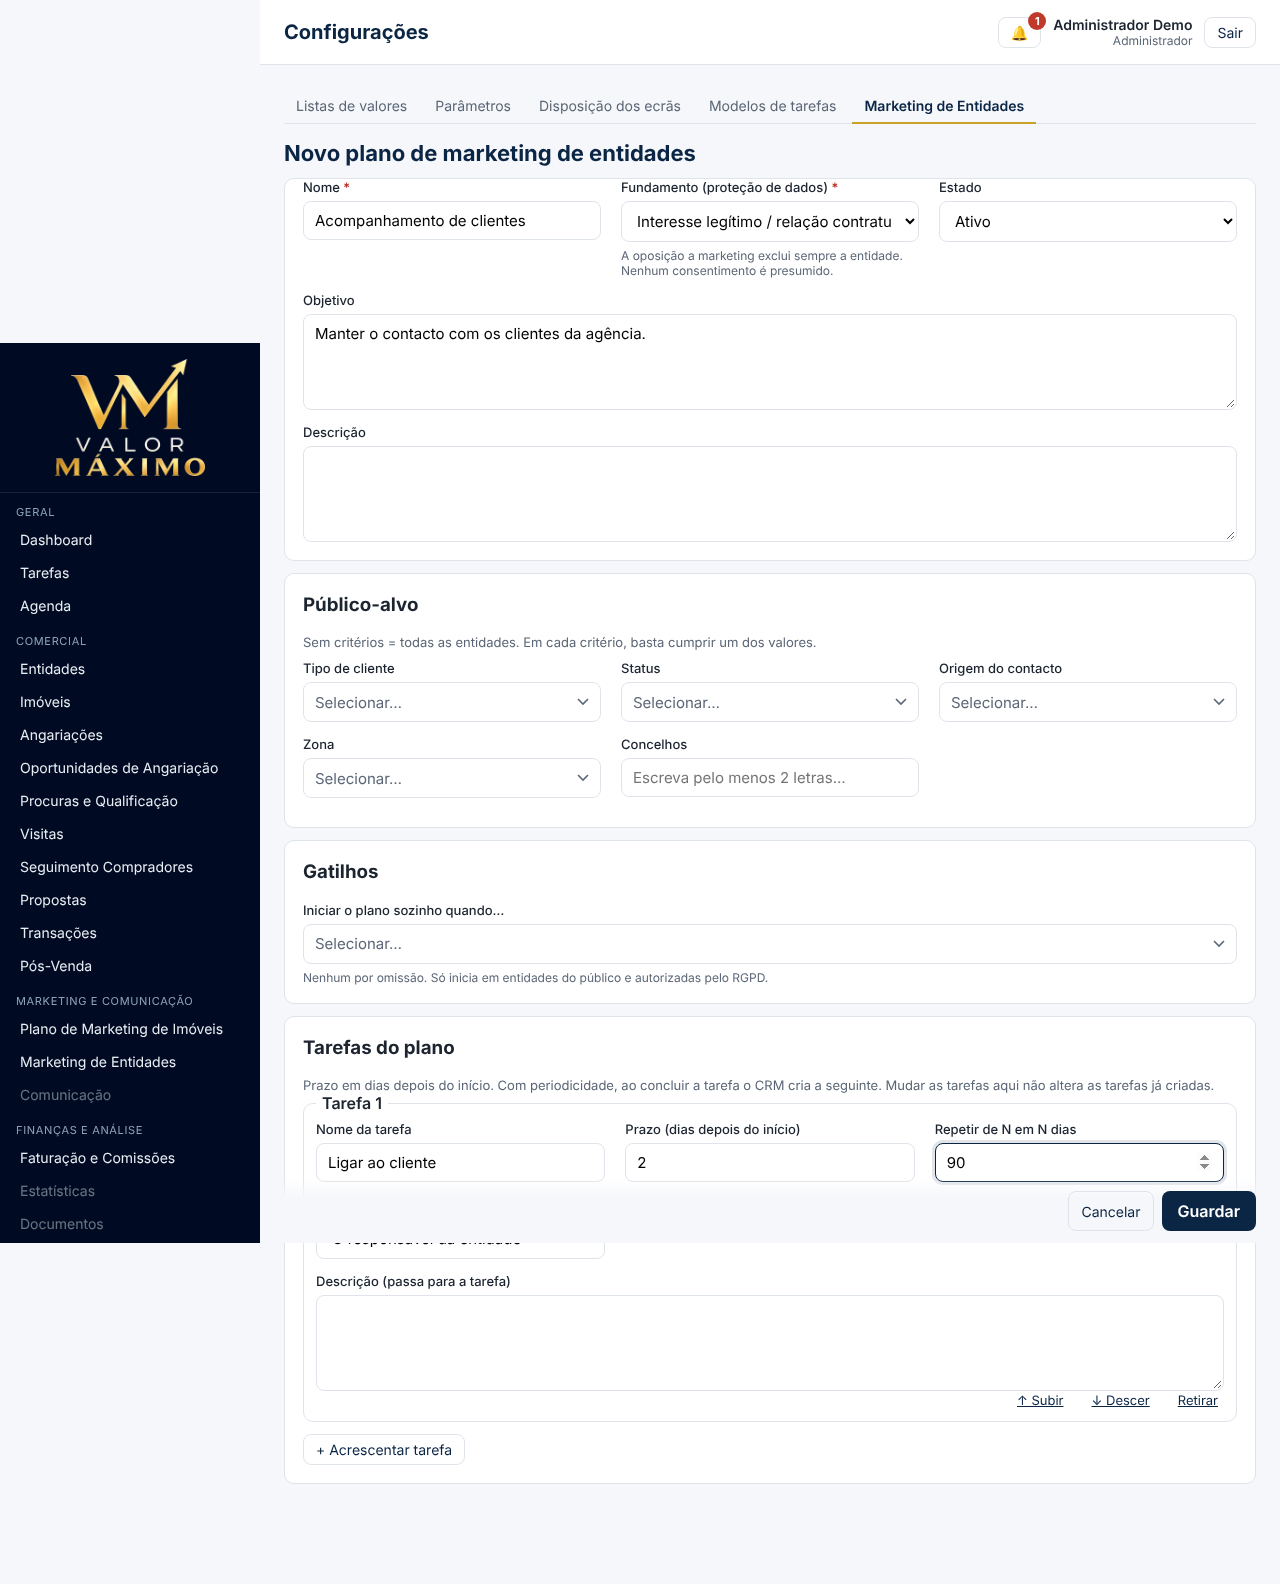 Configurações
🔔
1
Administrador Demo
Administrador
Sair
Listas de valores
Parâmetros
Disposição dos ecrãs
Modelos de tarefas
Marketing de Entidades
Novo plano de marketing de entidades
Nome *
Acompanhamento de clientes
Fundamento (proteção de dados) *
Interesse legítimo / relação contratu
A oposição a marketing exclui sempre a entidade.
Nenhum consentimento é presumido.
Estado
Ativo
Objetivo
Manter o contacto com os clientes da agência.
Descrição
VM
VALOR
MÁXIMO
GERAL
Dashboard
Tarefas
Agenda
COMERCIAL
Entidades
Imóveis
Angariações
Oportunidades de Angariação
Procuras e Qualificação
Visitas
Seguimento Compradores
Propostas
Transações
Pós-Venda
MARKETING E COMUNICAÇÃO
Plano de Marketing de Imóveis
Marketing de Entidades
Comunicação
FINANÇAS E ANÁLISE
Faturação e Comissões
Estatísticas
Documentos
Público-alvo
Sem critérios = todas as entidades. Em cada critério, basta cumprir um dos valores.
Tipo de cliente
Selecionar...
Status
Selecionar...
Origem do contacto
Selecionar...
Zona
Selecionar...
Concelhos
Escreva pelo menos 2 letras...
Gatilhos
Iniciar o plano sozinho quando...
Selecionar...
Nenhum por omissão. Só inicia em entidades do público e autorizadas pelo RGPD.
Tarefas do plano
Prazo em dias depois do início. Com periodicidade, ao concluir a tarefa o CRM cria a seguinte. Mudar as tarefas aqui não altera as tarefas já criadas.
Tarefa 1
Nome da tarefa
Ligar ao cliente
Prazo (dias depois do início)
2
Repetir de N em N dias
90
Cancelar
Guardar
Descrição (passa para a tarefa)
↑ Subir
↓ Descer
Retirar
+ Acrescentar tarefa